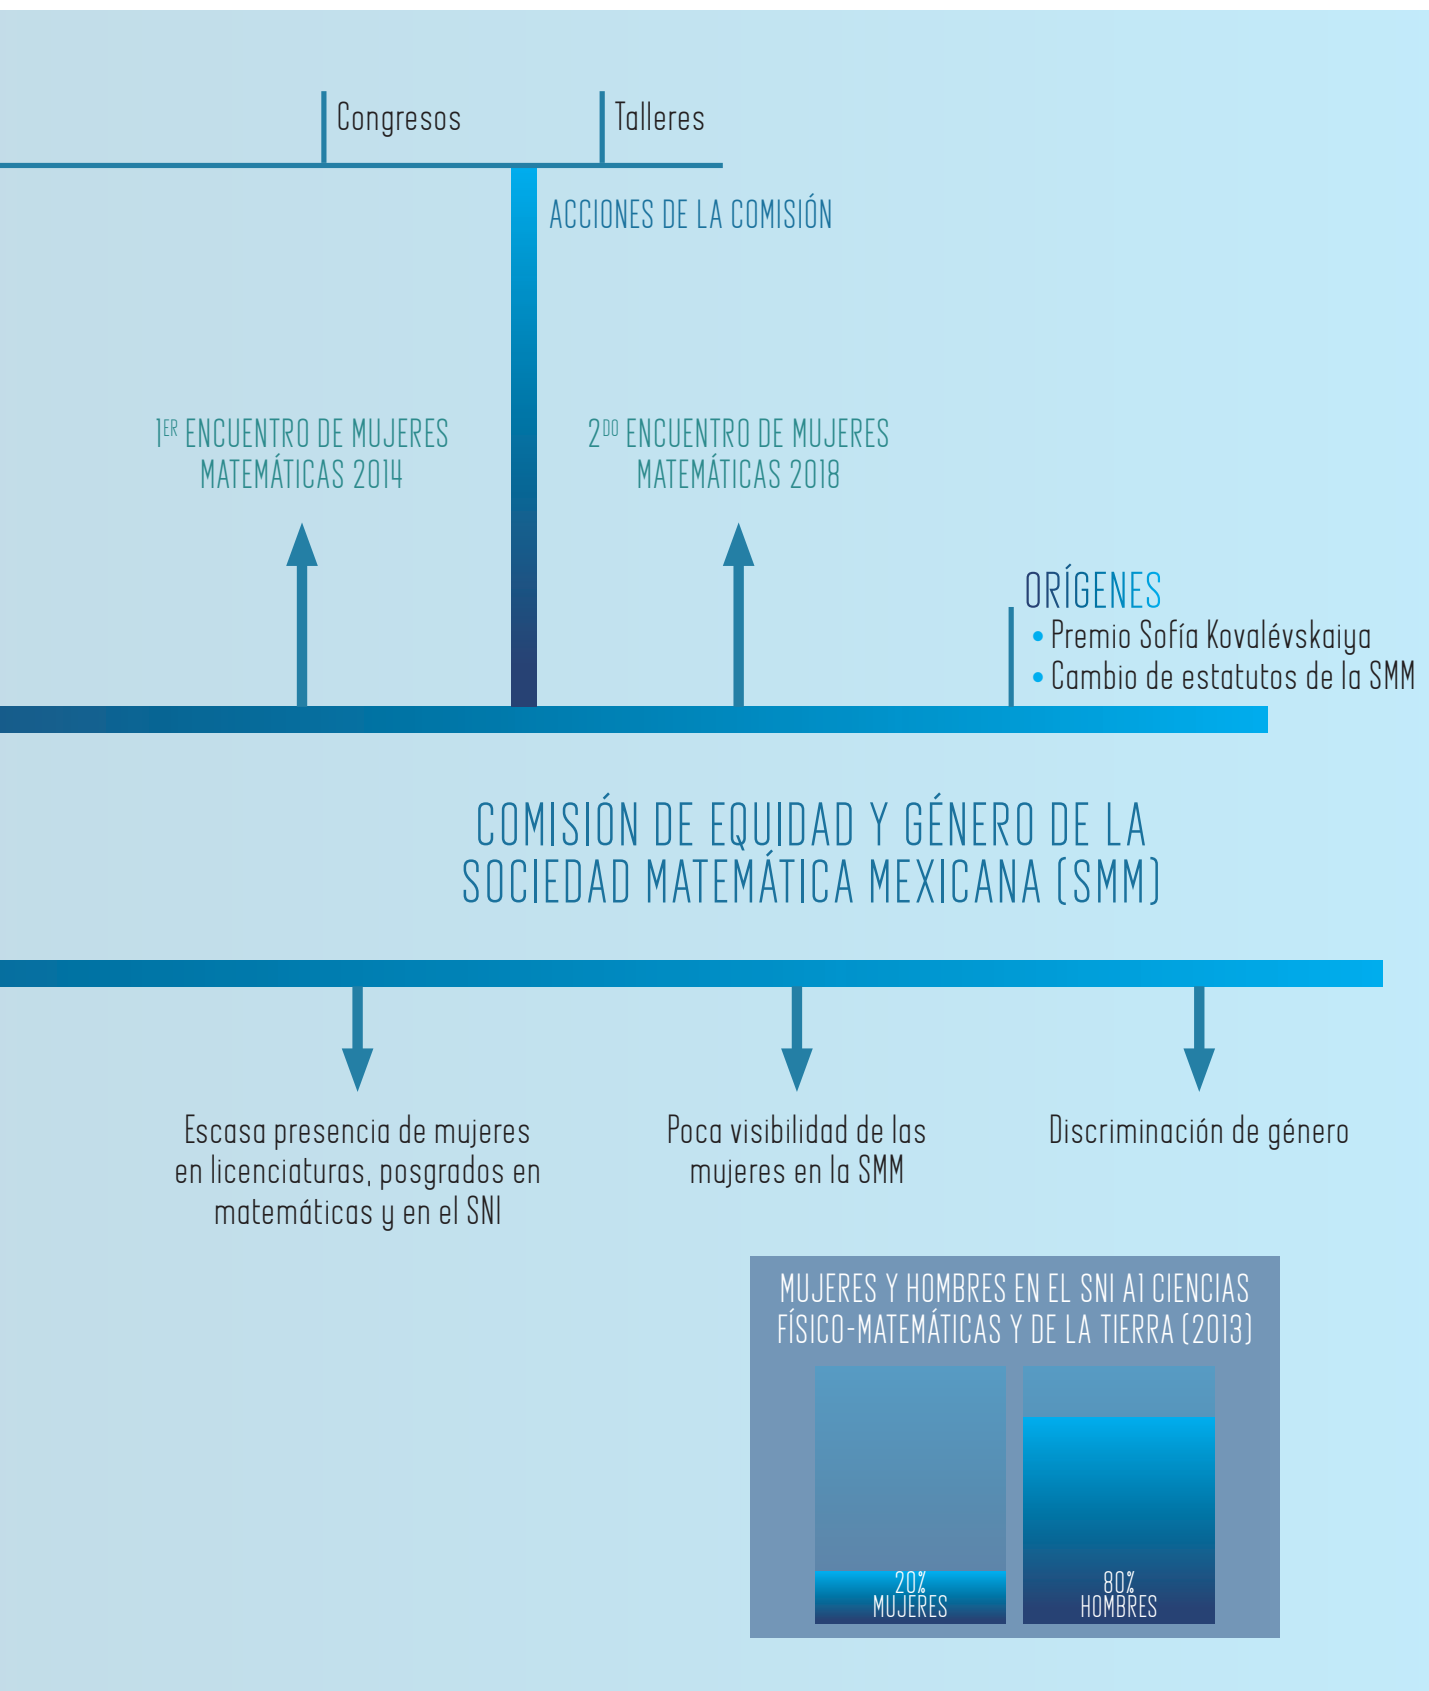 Congresos
Talleres
ACCIONES DE LA COMISIÓN
1ER ENCUENTRO DE MUJERES
MATEMÁTICAS 2014
2DO ENCUENTRO DE MUJERES
MATEMÁTICAS 2018
ORÍGENES
• Premio Sofía Kovalévskaiya
• Cambio de estatutos de la SMM
COMISIÓN DE EQUIDAD Y GÉNERO DE LA
SOCIEDAD MATEMÁTICA MEXICANA (SMM)
Escasa presencia de mujeres
en licenciaturas, posgrados en
matemáticas y en el SNI
Poca visibilidad de las
mujeres en la SMM
Discriminación de género
MUJERES Y HOMBRES EN EL SNI A1 CIENCIAS
FÍSICO-MATEMÁTICAS Y DE LA TIERRA (2013)
20%
MUJERES
80%
HOMBRES